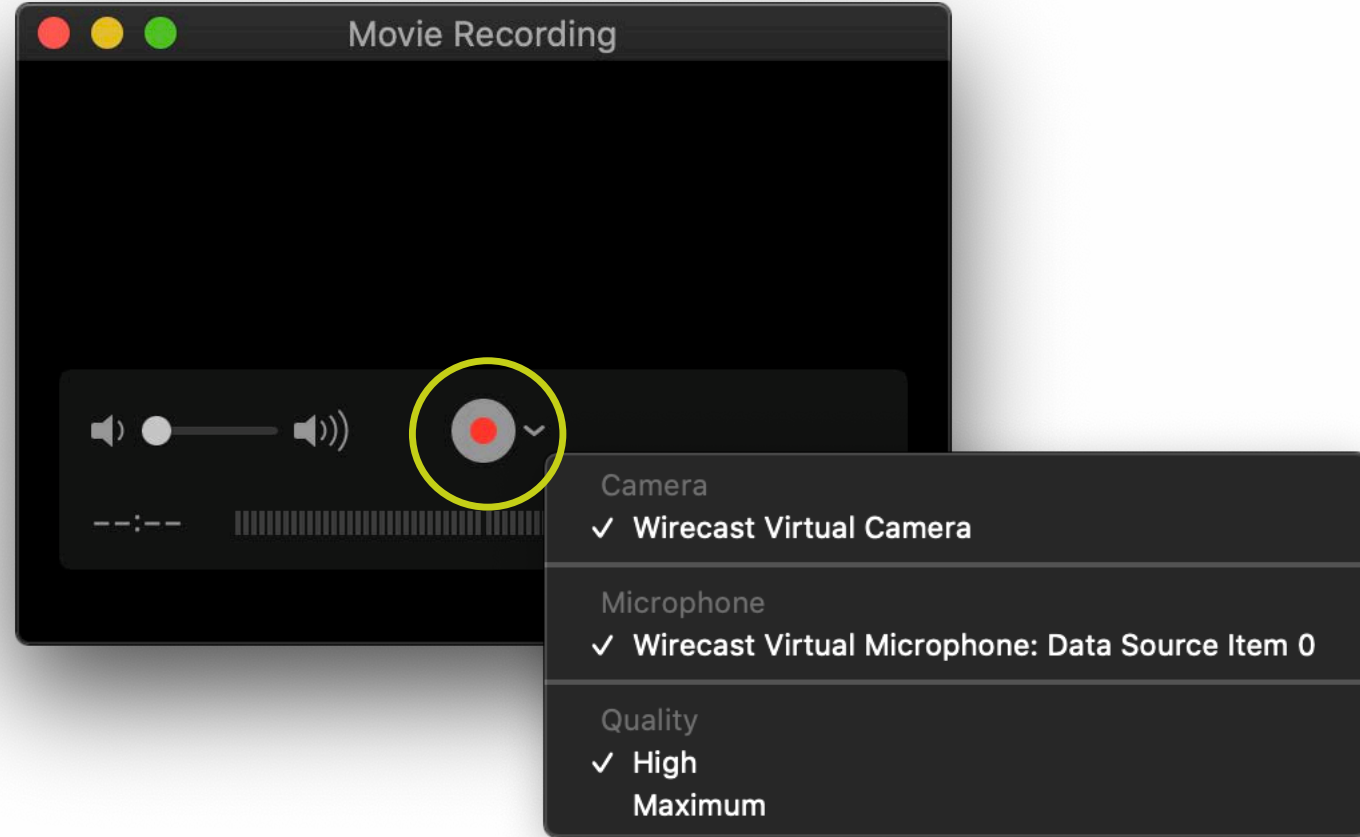 Movie Recording
--:--
Camera
✓ Wirecast Virtual Camera
Microphone
✓ Wirecast Virtual Microphone: Data Source Item 0
Quality
✓ High
Maximum